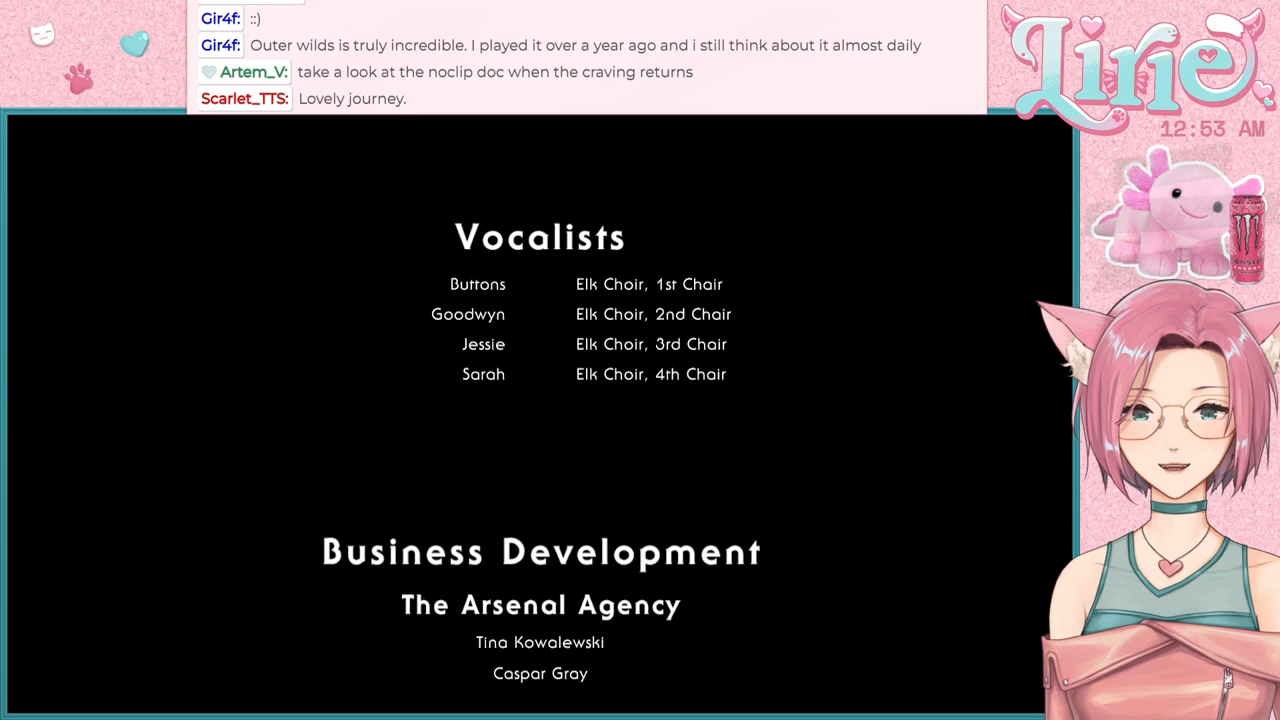 Gir4f: ::)
Gir4f: Outer wilds is truly incredible. I played it over a year ago and i still think about it almost daily
Artem_V: take a look at the noclip doc when the craving returns
Scarlet_TTS: Lovely journey.
Lirie
12:53 AM
Vocalists
Buttons Elk Choir, 1st Chair
Goodwyn Elk Choir, 2nd Chair
Jessie Elk Choir, 3rd Chair
Sarah Elk Choir, 4th Chair
Business Development
The Arsenal Agency
Tina Kowalewski
Caspar Gray